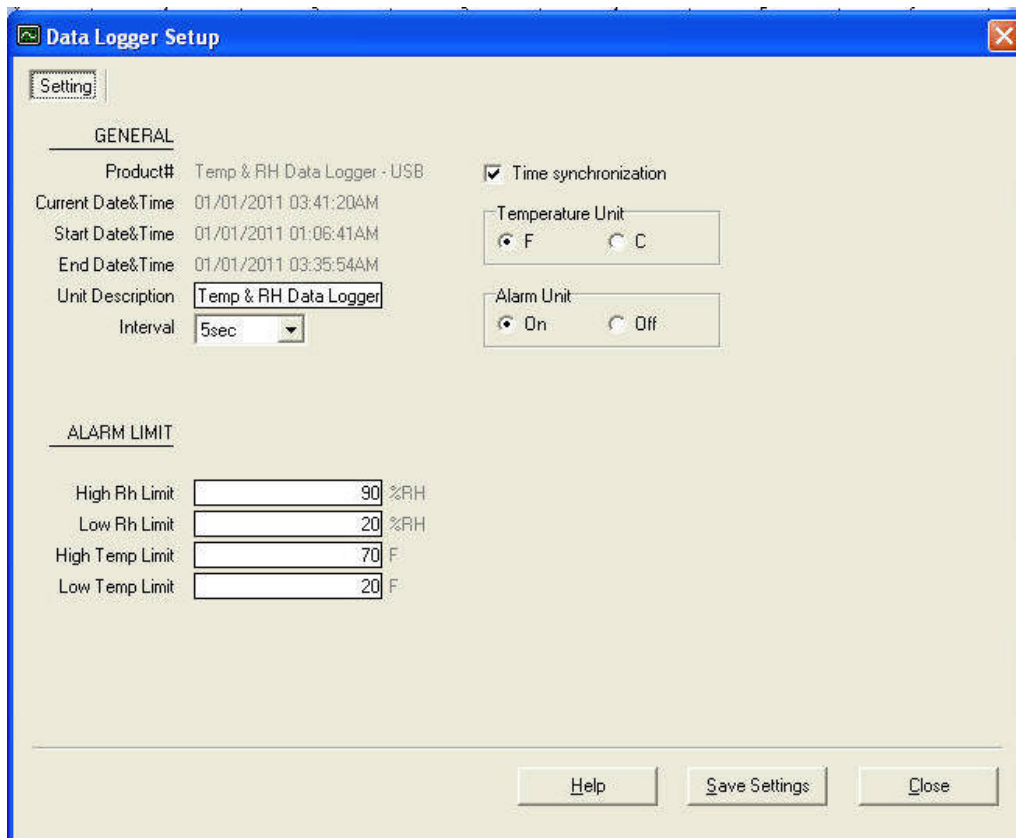 Data Logger Setup
Setting
GENERAL
Product# Temp & RH Data Logger - USB
Current Date&Time 01/01/2011 03:41:20AM
Start Date&Time 01/01/2011 01:06:41AM
End Date&Time 01/01/2011 03:35:54AM
Unit Description Temp & RH Data Logger
Interval 5sec
Time synchronization
Temperature Unit
F C
Alarm Unit
On Off
ALARM LIMIT
High Rh Limit 90 %RH
Low Rh Limit 20 %RH
High Temp Limit 70 F
Low Temp Limit 20 F
Help Save Settings Close